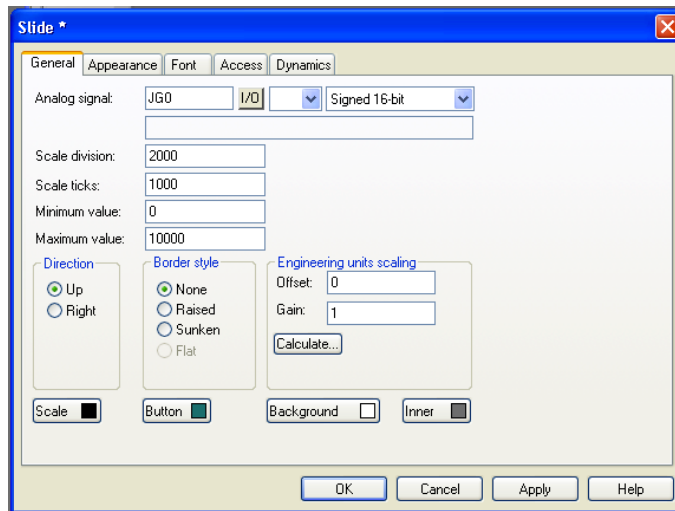 Slide *
General Appearance Font Access Dynamics
Analog signal: JG0 I/O Signed 16-bit
Scale division: 2000
Scale ticks: 1000
Minimum value: 0
Maximum value: 10000
Direction Border style Engineering units scaling
Up None Offset: 0
Right Raised Gain: 1
Sunken Calculate...
Flat
Scale Button Background Inner
OK Cancel Apply Help